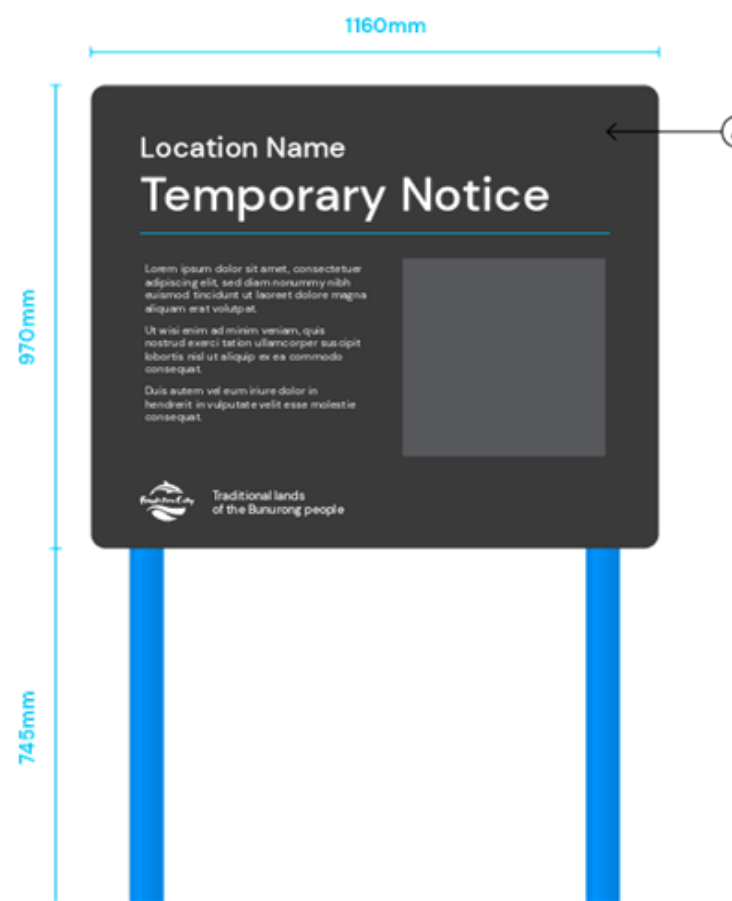 1160mm
Location Name
Temporary Notice
Lorem ipsum dolor sit amet, consectetuer
adipiscing elit, sed diam nonummy nibh
euismod tincidunt ut laoreet dolore magna
aliquam erat volutpat.
Ut wisi enim ad minim veniam, quis
nostrud exerci tation ullamcorper suscipit
lobortis nisl ut aliquip ex ea commodo
consequat.
Duis autem vel eum iriure dolor in
hendrerit in vulputate velit esse molestie
consequat.
970mm
Frankston City
Traditional lands
of the Bunurong people
745mm